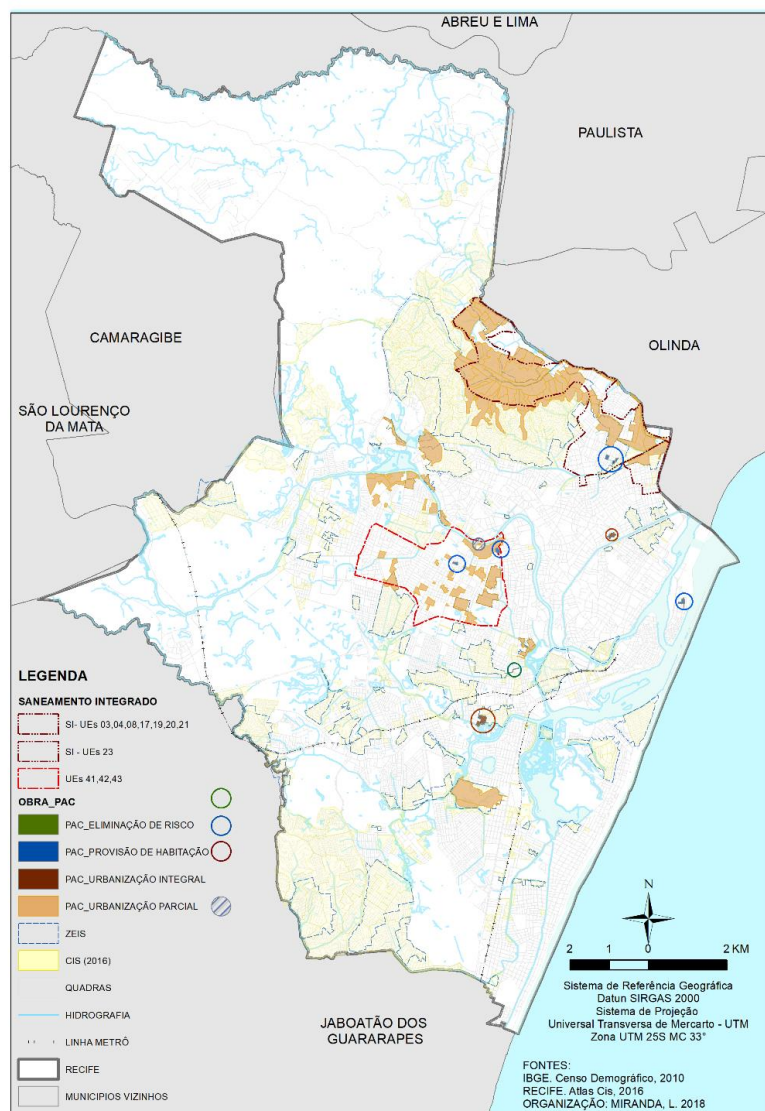 ABREU E LIMA
PAULISTA
CAMARAGIBE
OLINDA
SÃO LOURENÇO
DA MATA
LEGENDA
SANEAMENTO INTEGRADO
SI- UEs 03,04,08,17,19,20,21
SI - UEs 23
UEs 41,42,43
OBRA_PAC
PAC_ELIMINAÇÃO DE RISCO
PAC_PROVISÃO DE HABITAÇÃO
PAC_URBANIZAÇÃO INTEGRAL
PAC_URBANIZAÇÃO PARCIAL
ZEIS
CIS (2016)
QUADRAS
HIDROGRAFIA
LINHA METRÔ
RECIFE
MUNICIPIOS VIZINHOS
JABOATÃO DOS
GUARARAPES
N
2 1 0 2 KM
Sistema de Referência Geográfica
Datun SIRGAS 2000
Sistema de Projeção
Universal Transversa de Mercarto - UTM
Zona UTM 25S MC 33°
FONTES:
IBGE. Censo Demográfico, 2010
RECIFE. Atlas Cis, 2016
ORGANIZAÇÃO: MIRANDA, L. 2018